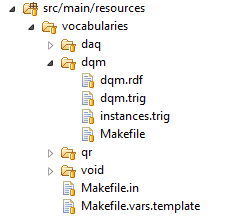 src/main/resources
vocabularies
daq
dqm
dqm.rdf
dqm.trig
instances.trig
Makefile
qr
void
Makefile.in
Makefile.vars.template